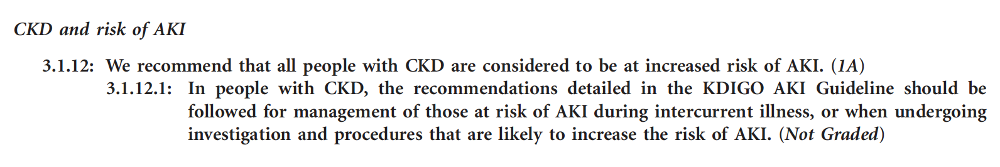 CKD and risk of AKI
3.1.12: We recommend that all people with CKD are considered to be at increased risk of AKI. (1A)
3.1.12.1: In people with CKD, the recommendations detailed in the KDIGO AKI Guideline should be
followed for management of those at risk of AKI during intercurrent illness, or when undergoing
investigation and procedures that are likely to increase the risk of AKI. (Not Graded)